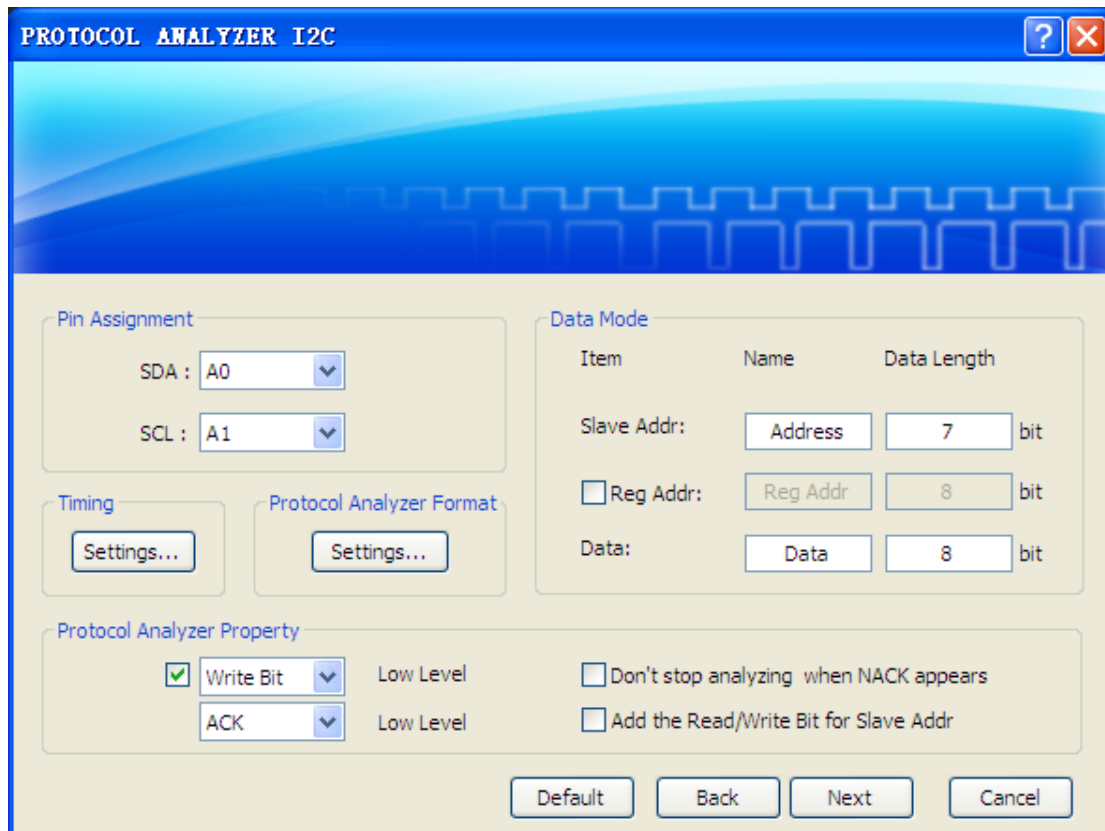 PROTOCOL ANALYZER I2C
Pin Assignment
SDA : A0
SCL : A1
Timing
Settings...
Protocol Analyzer Format
Settings...
Data Mode
Item Name Data Length
Slave Addr: Address 7 bit
Reg Addr: Reg Addr 8 bit
Data: Data 8 bit
Protocol Analyzer Property
Write Bit Low Level
ACK Low Level
Don't stop analyzing when NACK appears
Add the Read/Write Bit for Slave Addr
Default Back Next Cancel